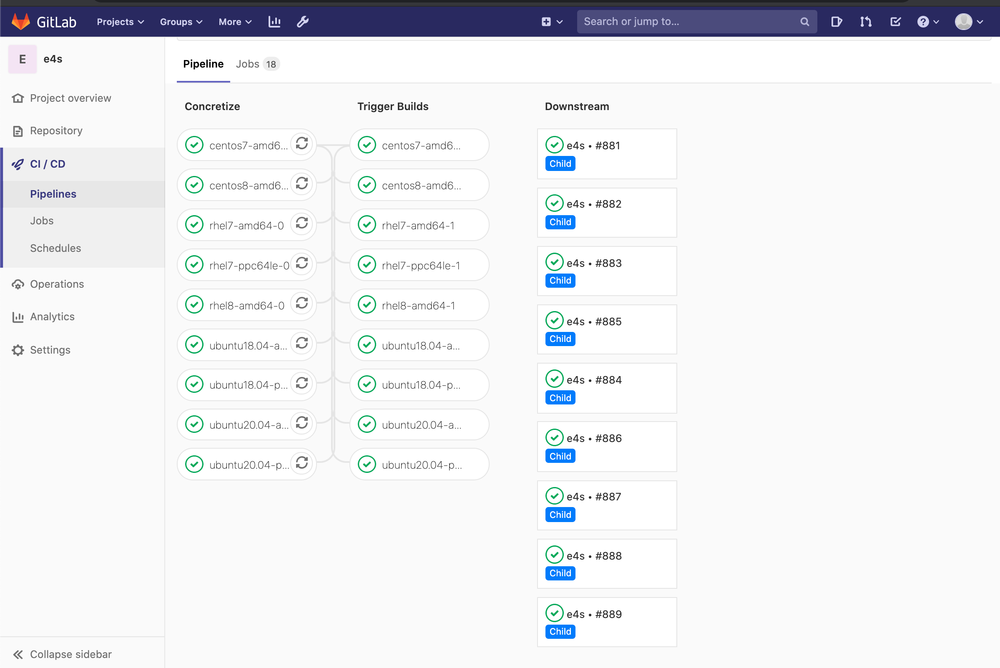 GitLab Projects Groups More Search or jump to...
E e4s
Project overview
Repository
CI / CD
Pipelines
Jobs
Schedules
Operations
Analytics
Settings
Collapse sidebar
Pipeline Jobs 18
Concretize
centos7-amd6...
centos8-amd6...
rhel7-amd64-0
rhel7-ppc64le-0
rhel8-amd64-0
ubuntu18.04-a...
ubuntu18.04-p...
ubuntu20.04-a...
ubuntu20.04-p...
Trigger Builds
centos7-amd6...
centos8-amd6...
rhel7-amd64-1
rhel7-ppc64le-1
rhel8-amd64-1
ubuntu18.04-a...
ubuntu18.04-p...
ubuntu20.04-a...
ubuntu20.04-p...
Downstream
e4s • #881
Child
e4s • #882
Child
e4s • #883
Child
e4s • #885
Child
e4s • #884
Child
e4s • #886
Child
e4s • #887
Child
e4s • #888
Child
e4s • #889
Child